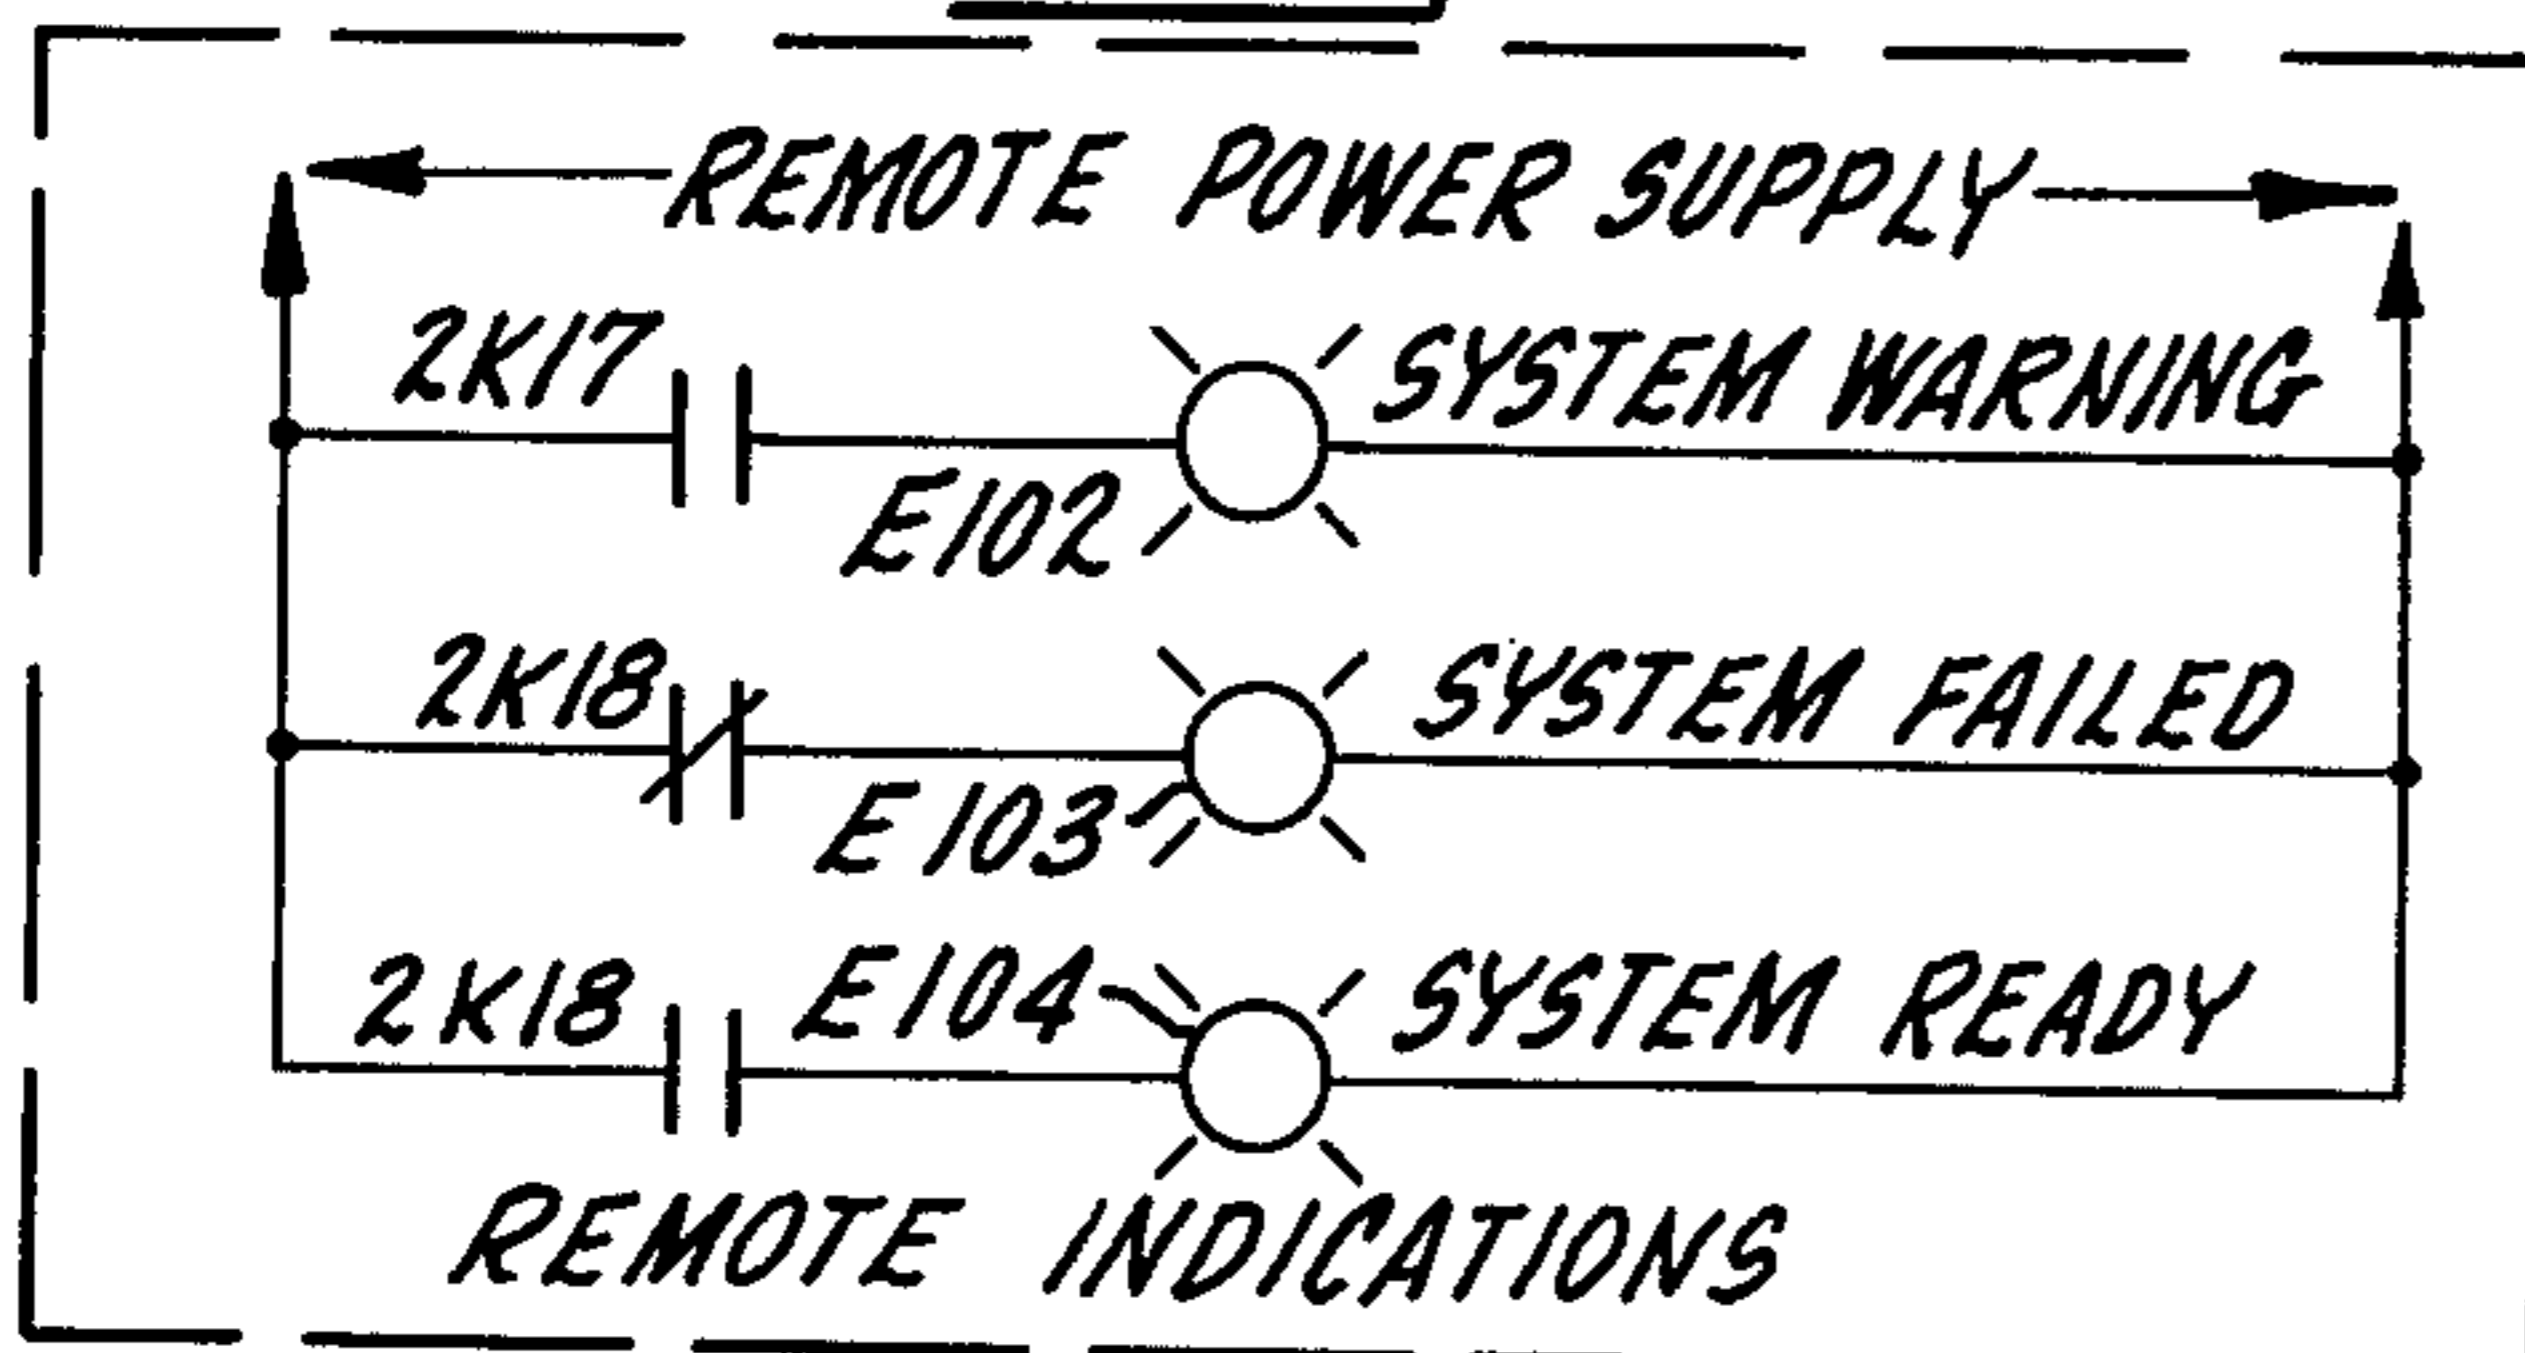 REMOTE POWER SUPPLY
2K17
SYSTEM WARNING
E102
2K18
SYSTEM FAILED
E103
2K18
E104
SYSTEM READY
REMOTE INDICATIONS